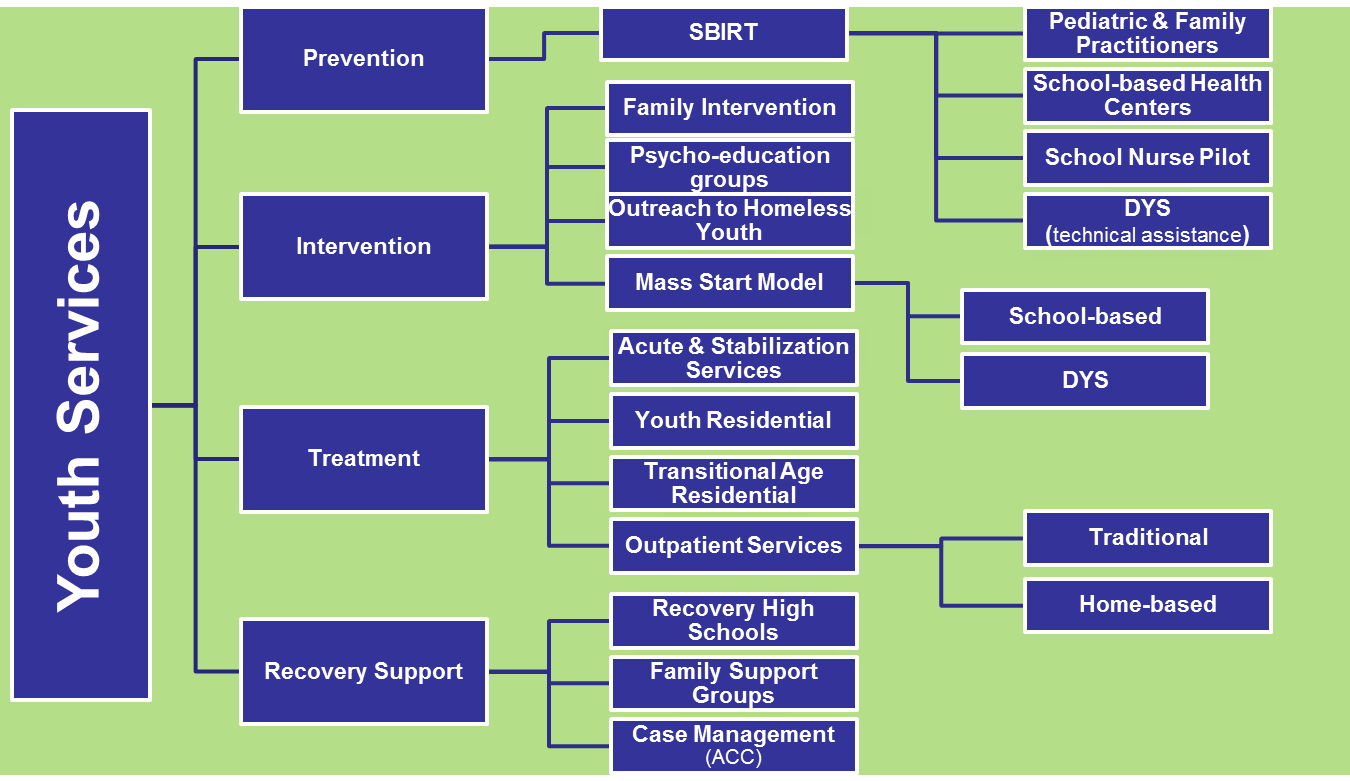 Youth Services
Prevention
SBIRT
Pediatric & Family
Practitioners
School-based Health
Centers
School Nurse Pilot
DYS
(technical assistance)
Intervention
Family Intervention
Psycho-education
groups
Outreach to Homeless
Youth
Mass Start Model
School-based
DYS
Treatment
Acute & Stabilization
Services
Youth Residential
Transitional Age
Residential
Outpatient Services
Traditional
Home-based
Recovery Support
Recovery High
Schools
Family Support
Groups
Case Management
(ACC)